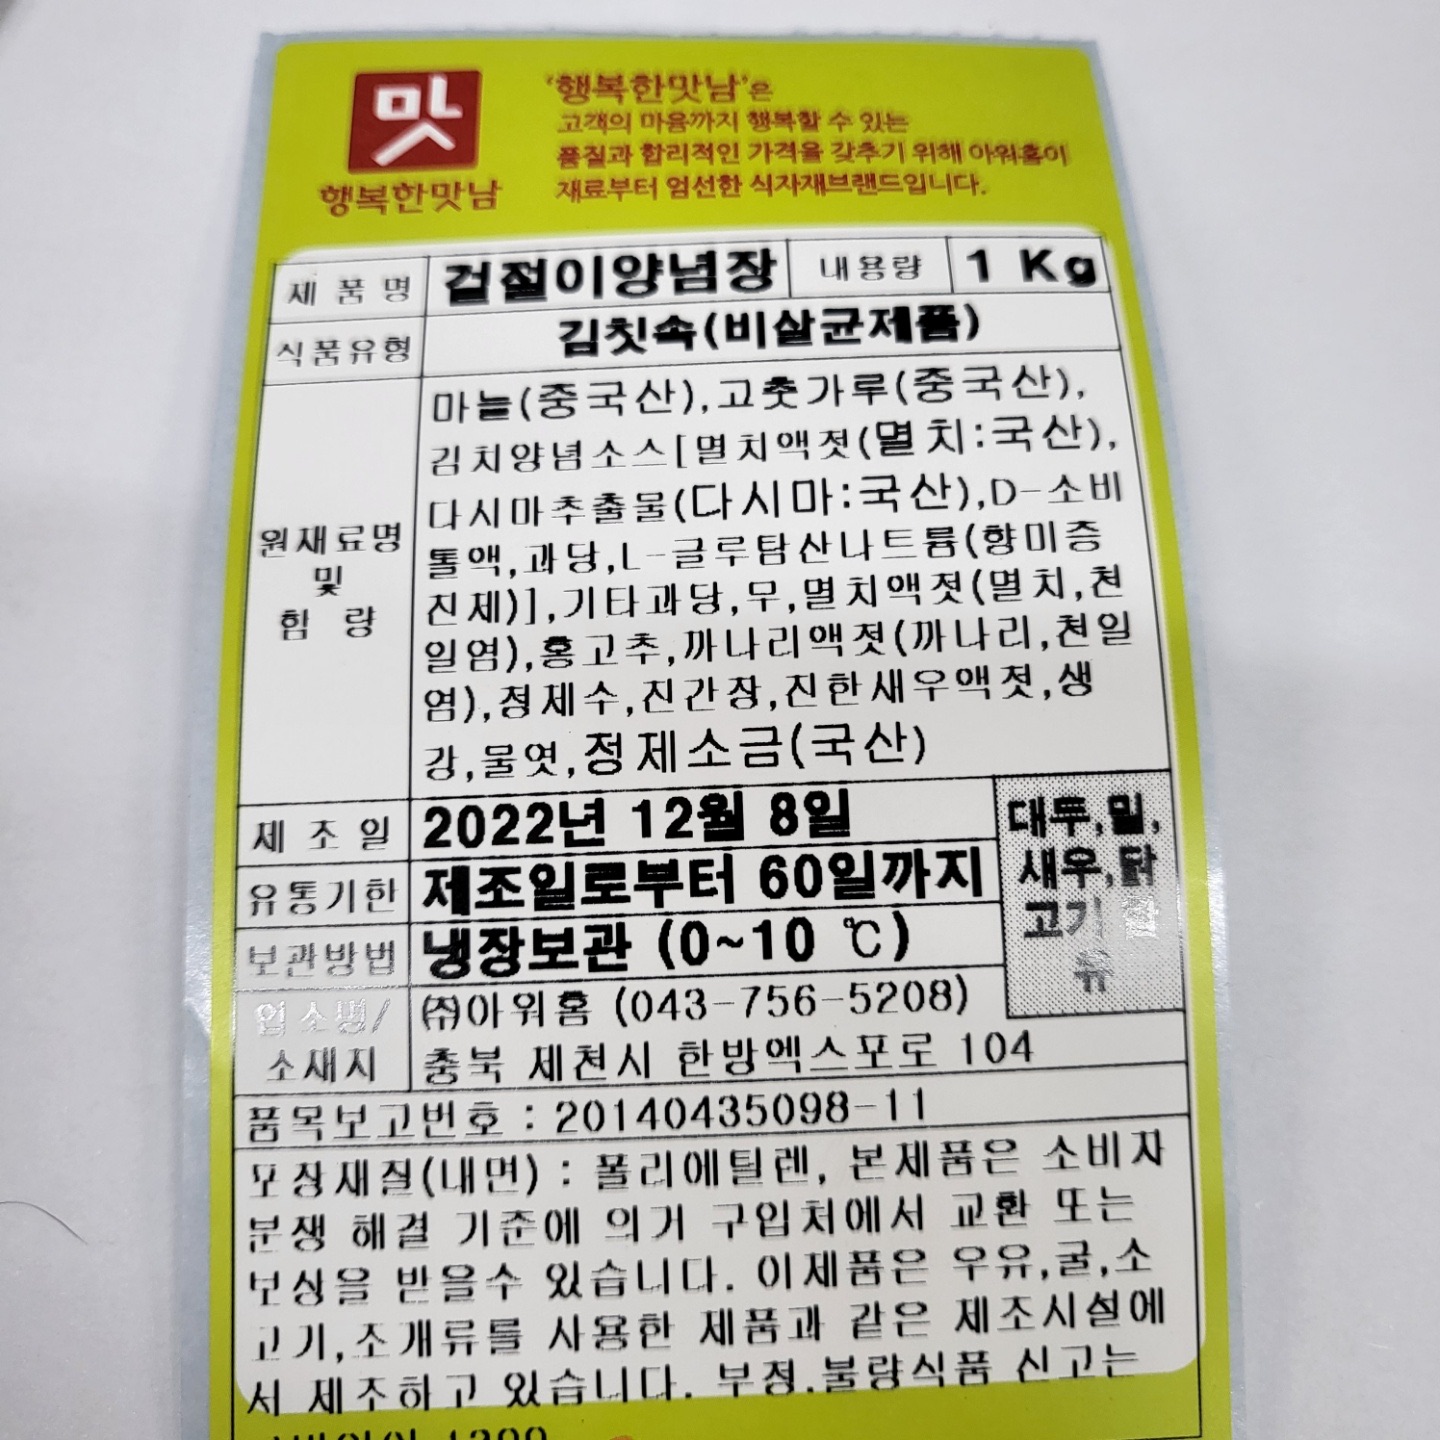 맛
행복한맛남
'행복한맛남'은
고객의 마음까지 행복할 수 있는
품질과 합리적인 가격을 갖추기 위해 아워홈이
재료부터 엄선한 식자재브랜드입니다.
제 품 명 겉절이양념장 내용량 1 Kg
식품유형 김칫속(비살균제품)
원재료명
및
함 량
마늘(중국산),고춧가루(중국산),
김치양념소스[멸치액젓(멸치:국산),
다시마추출물(다시마:국산),D-소비
톨액,과당,L-글루탐산나트륨(향미증
진제)],기타과당,무,멸치액젓(멸치,천
일염),홍고추,까나리액젓(까나리,천일
염),정제수,진간장,진한새우액젓,생
강,물엿,정제소금(국산)
제 조 일 2022년 12월 8일
유통기한 제조일로부터 60일까지
보관방법 냉장보관 (0~10 ℃)
대두,밀,
새우,닭
고기
유
업소명/ ㈜아워홈 (043-756-5208)
소재지 충북 제천시 한방엑스포로 104
품목보고번호 : 20140435098-11
포장재질(내면) : 폴리에틸렌, 본제품은 소비자
분쟁 해결 기준에 의거 구입처에서 교환 또는
보상을 받을수 있습니다. 이제품은 우유,굴,소
고기,조개류를 사용한 제품과 같은 제조시설에
서 제조하고 있습니다. 부정.불량식품 신고는
1399